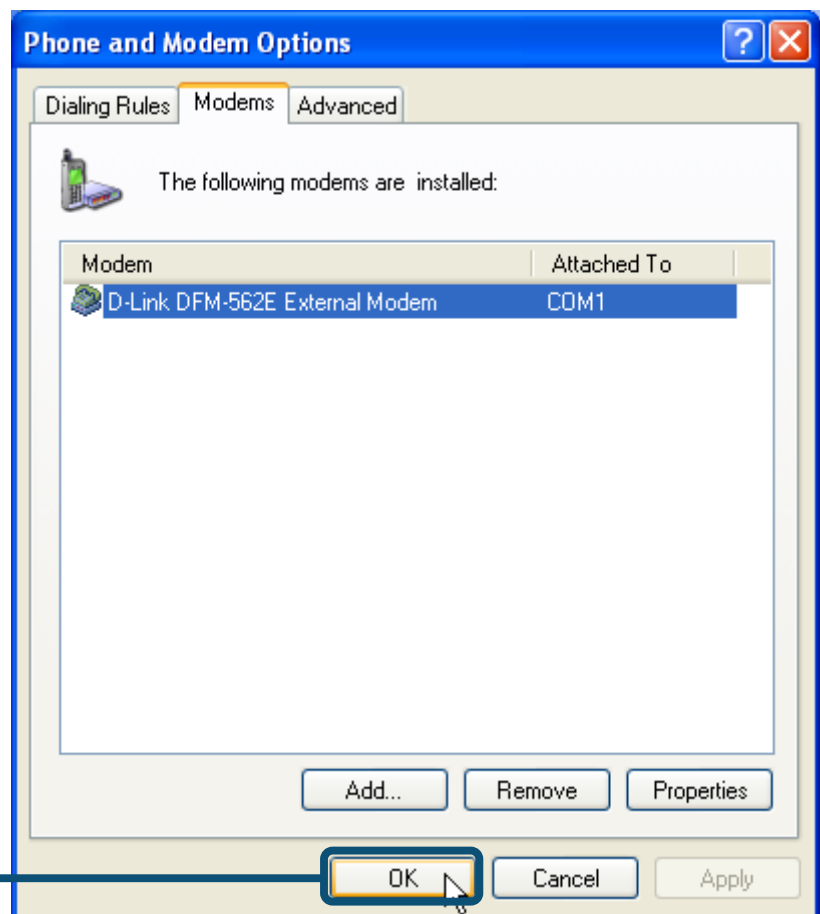 Phone and Modem Options
Dialing Rules Modems Advanced
The following modems are installed:
Modem Attached To
D-Link DFM-562E External Modem COM1
Add... Remove Properties
OK Cancel Apply